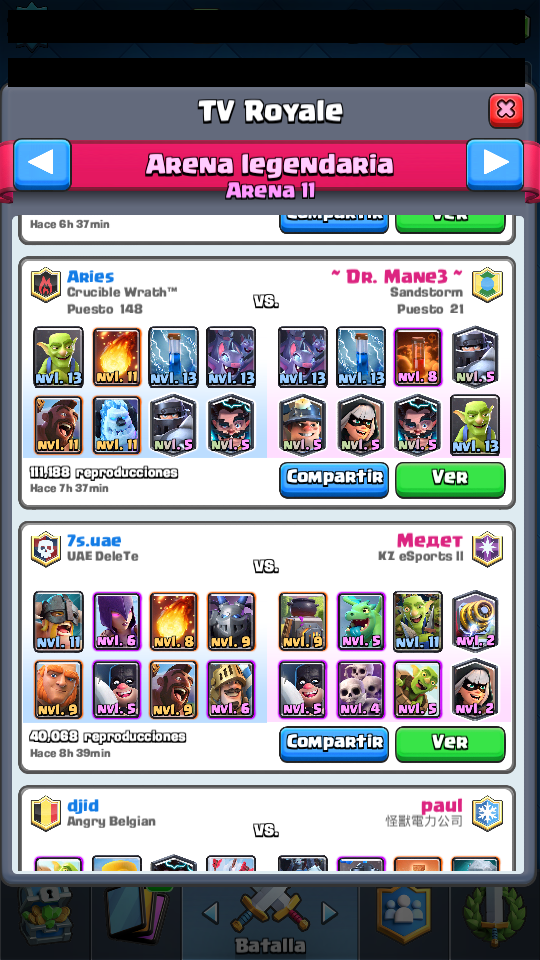 TV Royale
Arena legendaria
Arena 11
Compartir
Ver
Hace 6h 37min
Aries
Crucible Wrath™
Puesto 148
vs.
~ Dr. Mane3 ~
Sandstorm
Puesto 21
Nvl. 13 Nvl. 11 Nvl. 13 Nvl. 13 Nvl. 13 Nvl. 13 Nvl. 8 Nvl. 5
Nvl. 11 Nvl. 11 Nvl. 5 Nvl. 5 Nvl. 5 Nvl. 5 Nvl. 5 Nvl. 13
111,188 reproducciones
Hace 7h 37min
Compartir
Ver
7s.uae
UAE DeleTe
vs.
Медет
KZ eSports II
Nvl. 11 Nvl. 6 Nvl. 8 Nvl. 9 Nvl. 9 Nvl. 5 Nvl. 11 Nvl. 2
Nvl. 9 Nvl. 5 Nvl. 9 Nvl. 6 Nvl. 5 Nvl. 4 Nvl. 5 Nvl. 2
40,068 reproducciones
Hace 8h 39min
Compartir
Ver
djid
Angry Belgian
vs.
paul
怪獸電力公司
Batalla